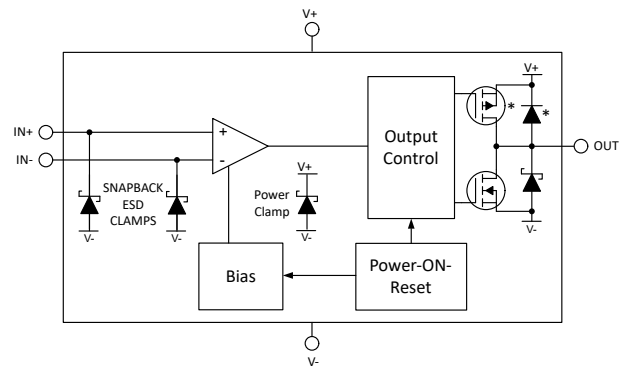 V+
IN+
IN-
+
-
SNAPBACK
ESD
CLAMPS
V-
V-
V+
Power
Clamp
V-
Output
Control
V+
*
*
OUT
V-
Bias
Power-ON-
Reset
V-